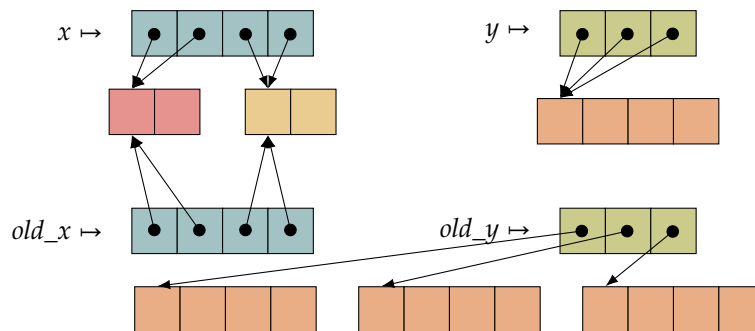 x ↦
y ↦
old_x ↦
old_y ↦